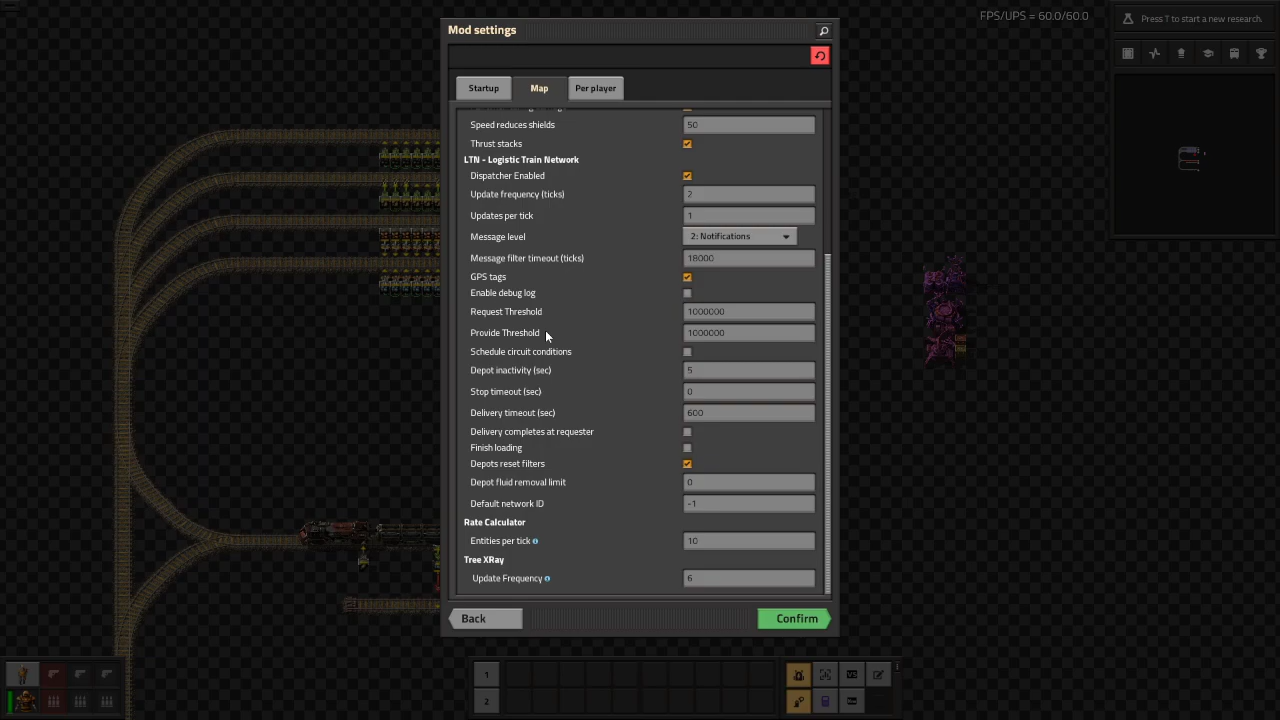 FPS/UPS = 60.0/60.0
Press T to start a new research.
Mod settings
Startup
Map
Per player
Speed reduces shields
50
Thrust stacks
LTN - Logistic Train Network
Dispatcher Enabled
Update frequency (ticks)
2
Updates per tick
1
Message level
2: Notifications
Message filter timeout (ticks)
18000
GPS tags
Enable debug log
Request Threshold
1000000
Provide Threshold
1000000
Schedule circuit conditions
Depot inactivity (sec)
5
Stop timeout (sec)
0
Delivery timeout (sec)
600
Delivery completes at requester
Finish loading
Depots reset filters
Depot fluid removal limit
0
Default network ID
-1
Rate Calculator
Entities per tick
10
Tree XRay
Update Frequency
6
Back
Confirm
1
2